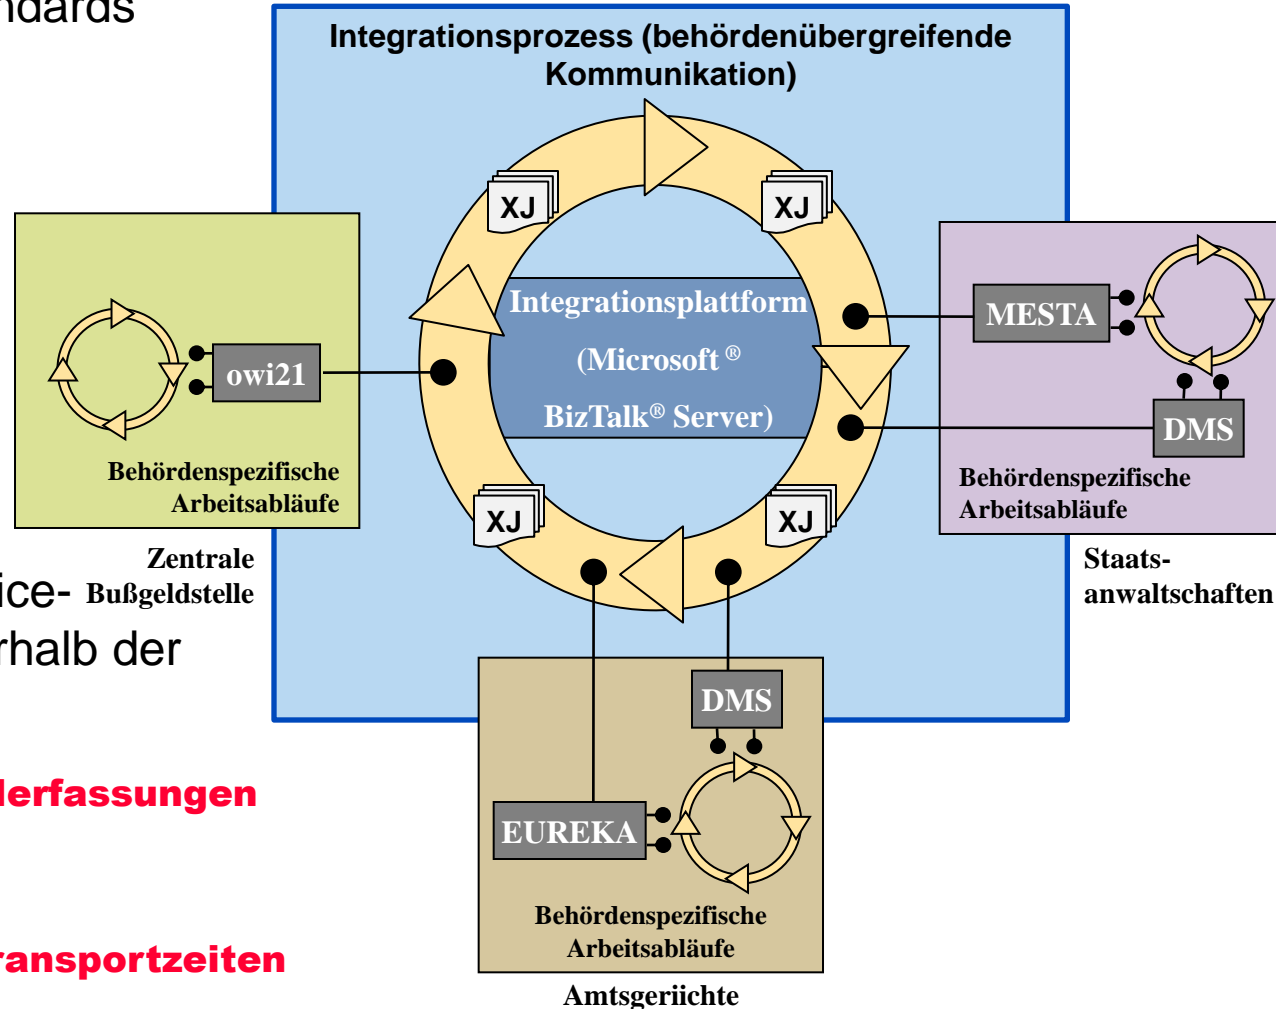 ndards
Integrationsprozess (behördenübergreifende
Kommunikation)
XJ
XJ
Integrationsplattform
(Microsoft ®
BizTalk® Server)
MESTA
DMS
Behördenspezifische
Arbeitsabläufe
Staats-
anwaltschaften
owi21
Behördenspezifische
Arbeitsabläufe
Zentrale
Bußgeldstelle
XJ
XJ
ice-
rhalb der
DMS
EUREKA
Behördenspezifische
Arbeitsabläufe
Amtsgeriichte
lerfassungen
ransportzeiten